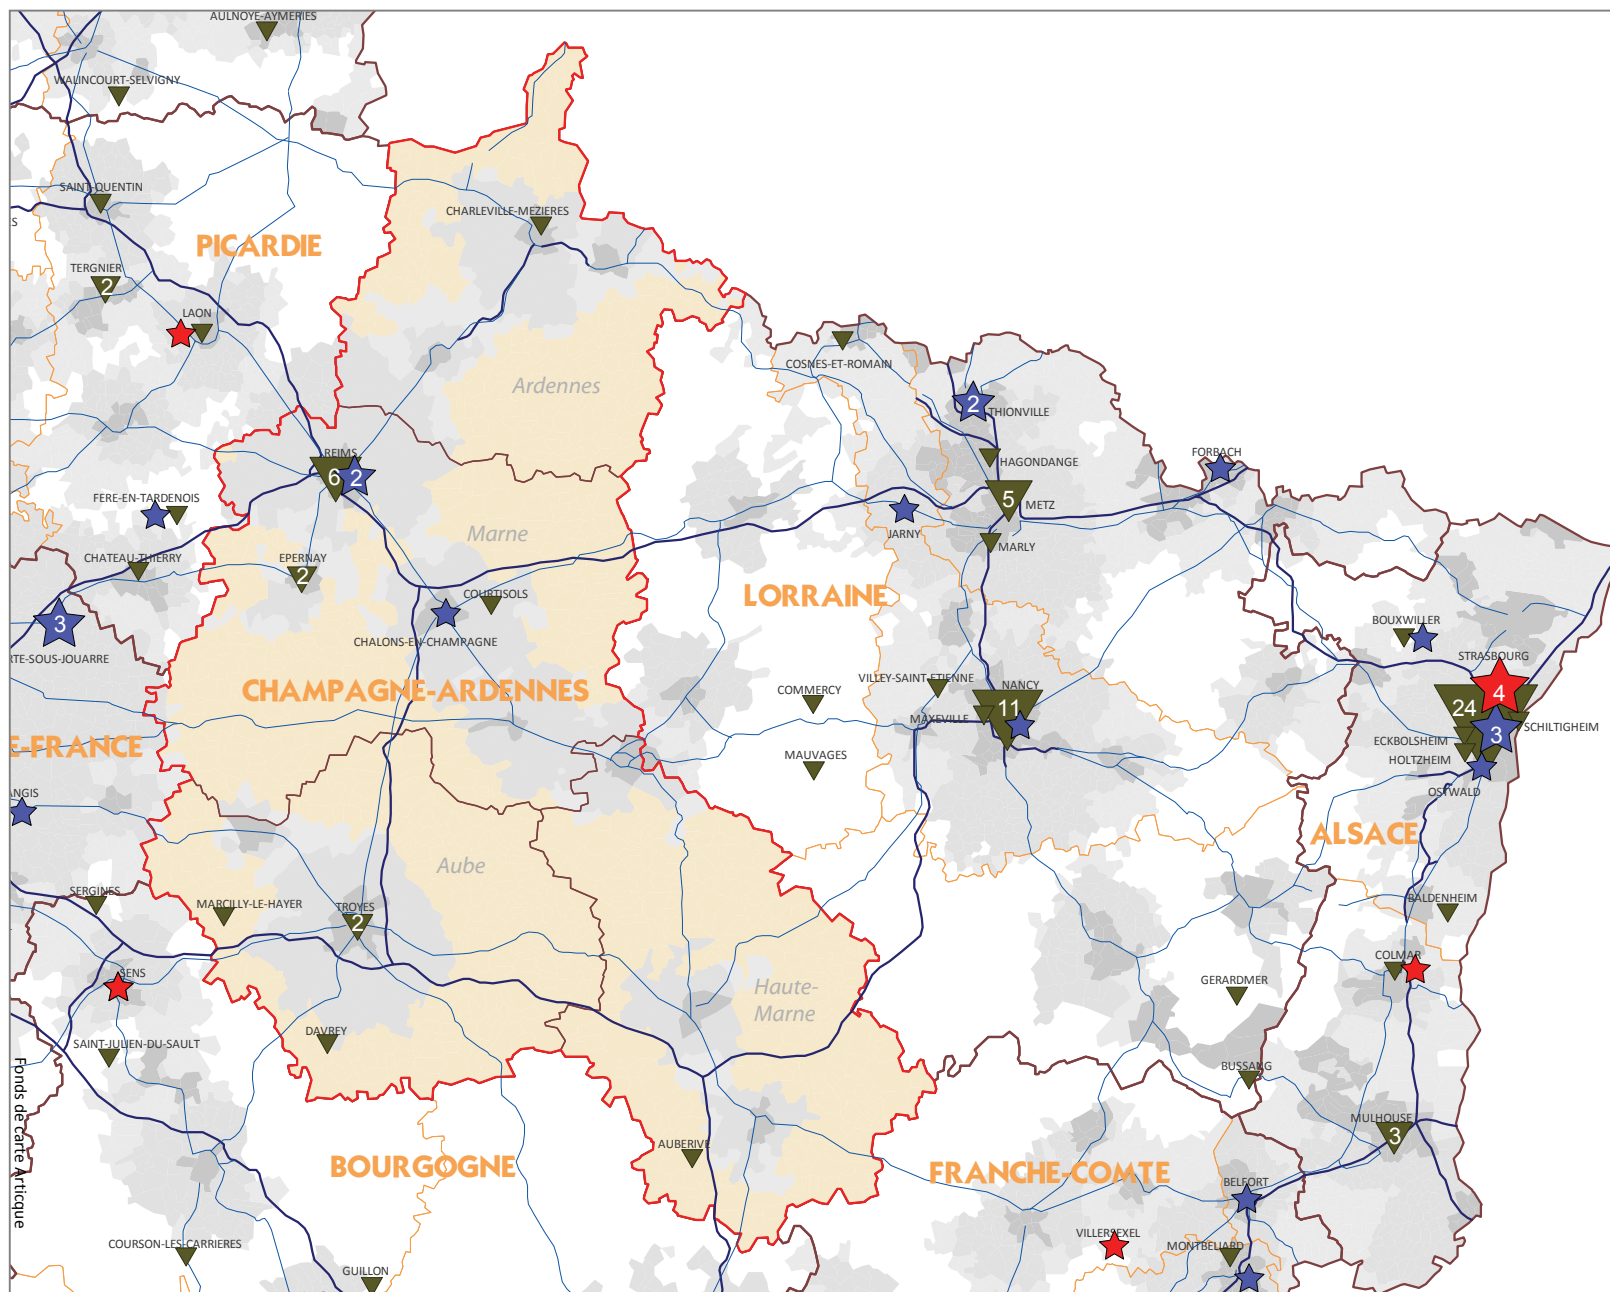 AULNOYE-AYMERIES
WALINCOURT-SELVIGNY
SAINT-QUENTIN
CHARLEVILLE-MEZIERES
S
PICARDIE
TERGNIER
2
LAON
COSNES-ET-ROMAIN
Ardennes
2
THIONVILLE
REIMS
6
2
HAGONDANGE
FORBACH
FERE-EN-TARDENOIS
5
METZ
Marne
JARNY
MARLY
CHATEAU-THIERRY
EPERNAY
2
COURTISOLS
LORRAINE
3
CHALONS-EN-CHAMPAGNE
BOUXWILLER
RTE-SOUS-JOUARRE
STRASBOURG
CHAMPAGNE-ARDENNES
COMMERCY
VILLEY-SAINT-ETIENNE
NANCY
4
24
11
MAXEVILLE
SCHILTIGHEIM
E-FRANCE
3
ECKBOLSHEIM
MAUVAGES
HOLTZHEIM
ANGIS
OSTWALD
ALSACE
Aube
SERGINES
MARCILLY-LE-HAYER
TROYES
2
BALDENHEIM
COLMAR
SENS
Haute-
Marne
GERARDMER
DAVREY
SAINT-JULIEN-DU-SAULT
BUSSANG
Fonds de carte Articque
MULHOUSE
3
AUBERIVE
BOURGOGNE
FRANCHE-COMTE
BELFORT
VILLERSEXEL
COURSON-LES-CARRIERES
MONTBELIARD
GUILLON